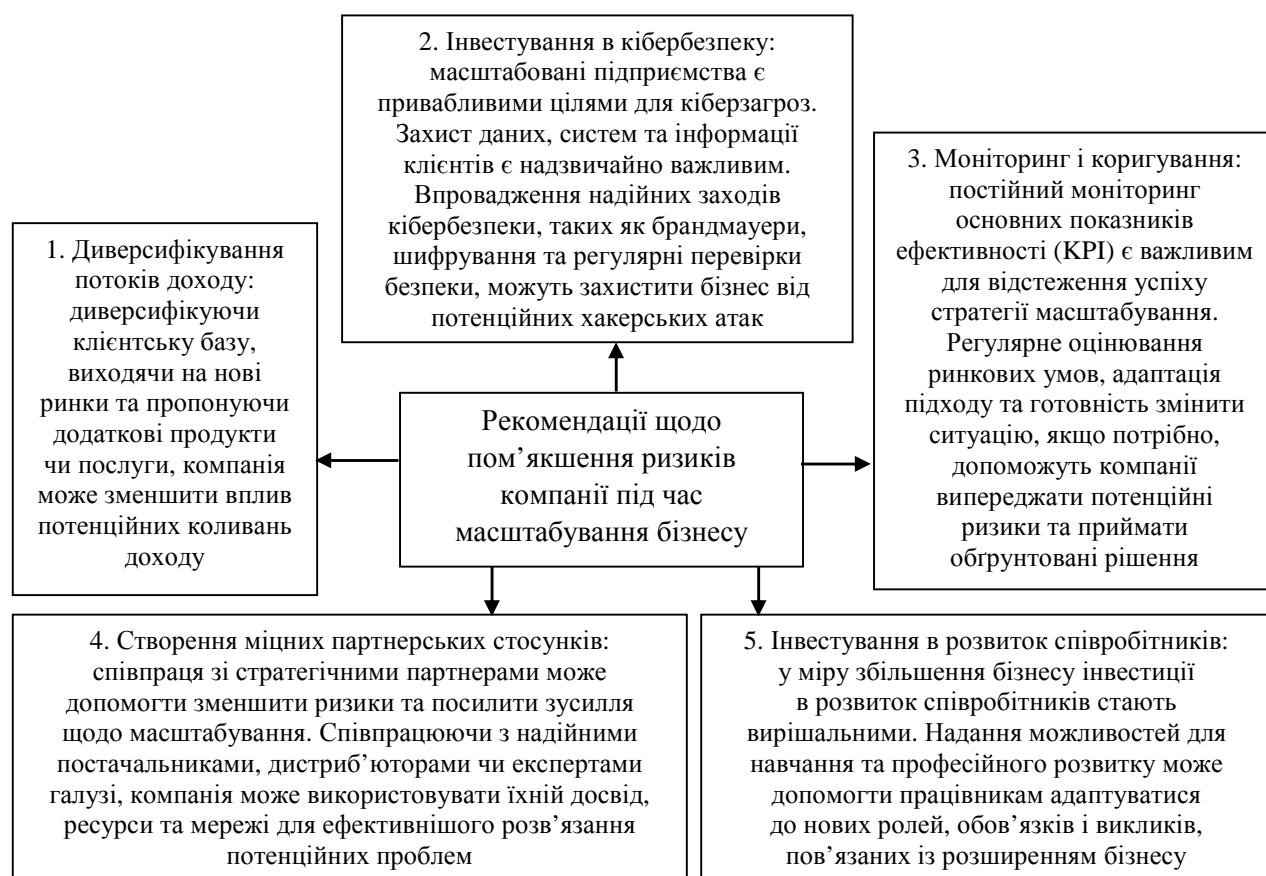 2. Інвестування в кібербезпеку:
масштабовані підприємства є
привабливими цілями для кіберзагроз.
Захист даних, систем та інформації
клієнтів є надзвичайно важливим.
Впровадження надійних заходів
кібербезпеки, таких як брандмауери,
шифрування та регулярні перевірки
безпеки, можуть захистити бізнес від
потенційних хакерських атак
1. Диверсифікування
потоків доходу:
диверсифікуючи
клієнтську базу,
виходячи на нові
ринки та пропонуючи
додаткові продукти
чи послуги, компанія
може зменшити вплив
потенційних коливань
доходу
Рекомендації щодо
пом’якшення ризиків
компанії під час
масштабування бізнесу
3. Моніторинг і коригування:
постійний моніторинг
основних показників
ефективності (KPI) є важливим
для відстеження успіху
стратегії масштабування.
Регулярне оцінювання
ринкових умов, адаптація
підходу та готовність змінити
ситуацію, якщо потрібно,
допоможуть компанії
випереджати потенційні
ризики та приймати
обґрунтовані рішення
4. Створення міцних партнерських стосунків:
співпраця зі стратегічними партнерами може
допомогти зменшити ризики та посилити зусилля
щодо масштабування. Співпрацюючи з надійними
постачальниками, дистриб’юторами чи експертами
галузі, компанія може використовувати їхній досвід,
ресурси та мережі для ефективнішого розв’язання
потенційних проблем
5. Інвестування в розвиток співробітників:
у міру збільшення бізнесу інвестиції
в розвиток співробітників стають
вирішальними. Надання можливостей для
навчання та професійного розвитку може
допомогти працівникам адаптуватися
до нових ролей, обов’язків і викликів,
пов’язаних із розширенням бізнесу